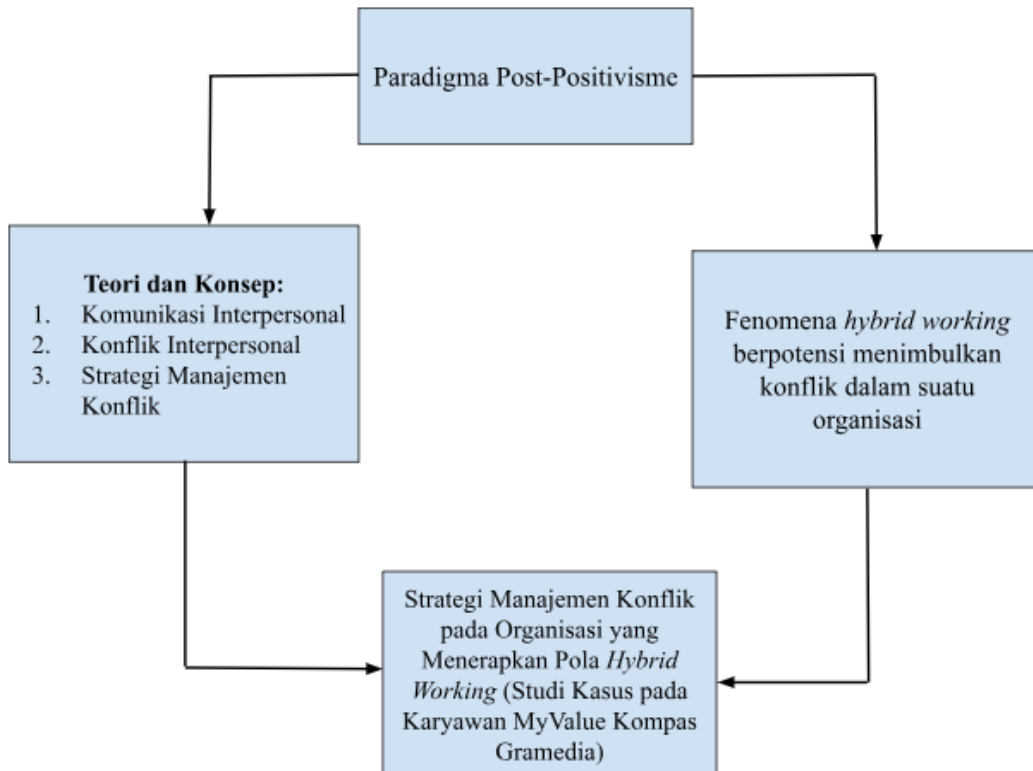 Paradigma Post-Positivisme
Teori dan Konsep:
1. Komunikasi Interpersonal
2. Konflik Interpersonal
3. Strategi Manajemen
Konflik
Fenomena hybrid working
berpotensi menimbulkan
konflik dalam suatu
organisasi
Strategi Manajemen Konflik
pada Organisasi yang
Menerapkan Pola Hybrid
Working (Studi Kasus pada
Karyawan MyValue Kompas
Gramedia)